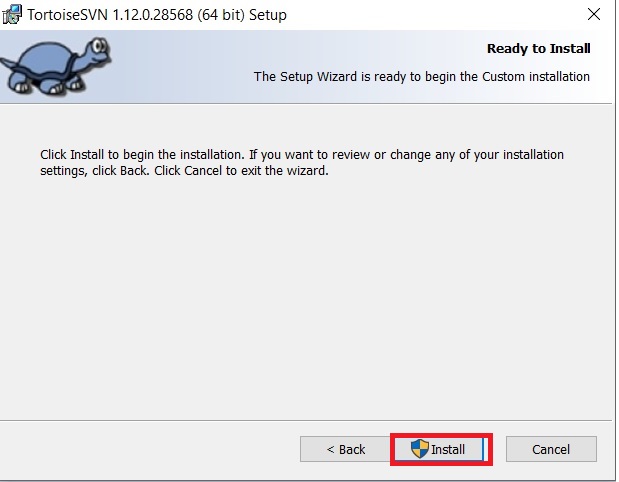 TortoiseSVN 1.12.0.28568 (64 bit) Setup
Ready to Install
The Setup Wizard is ready to begin the Custom installation
Click Install to begin the installation. If you want to review or change any of your installation
settings, click Back. Click Cancel to exit the wizard.
< Back Install Cancel